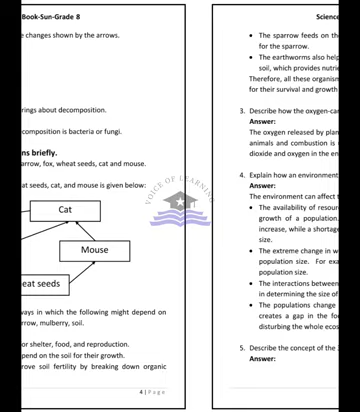 Book-Sun-Grade 8
e changes shown by the arrows.
rings about decomposition.
composition is bacteria or fungi.
ns briefly.
arrow, fox, wheat seeds, cat and mouse.
at seeds, cat, and mouse is given below:
Cat
Mouse
eat seeds
ways in which the following might depend on
rrow, mulberry, soil.
or shelter, food, and reproduction.
pend on the soil for their growth.
rove soil fertility by breaking down organic
4 | Page
VOICE OF LEARNING
Science
• The sparrow feeds on th
for the sparrow.
• The earthworms also help
soil, which provides nutrie
Therefore, all these organism
for their survival and growth
3. Describe how the oxygen-car
Answer:
The oxygen released by plan
animals and combustion is
dioxide and oxygen in the en
4. Explain how an environment
Answer:
The environment can affect t
• The availability of resour
growth of a population.
increase, while a shortage
size.
• The extreme change in w
population size. For exa
population size.
• The interactions between
in determining the size of
• The populations change
creates a gap in the fo
disturbing the whole ecos
5. Describe the concept of the
Answer: